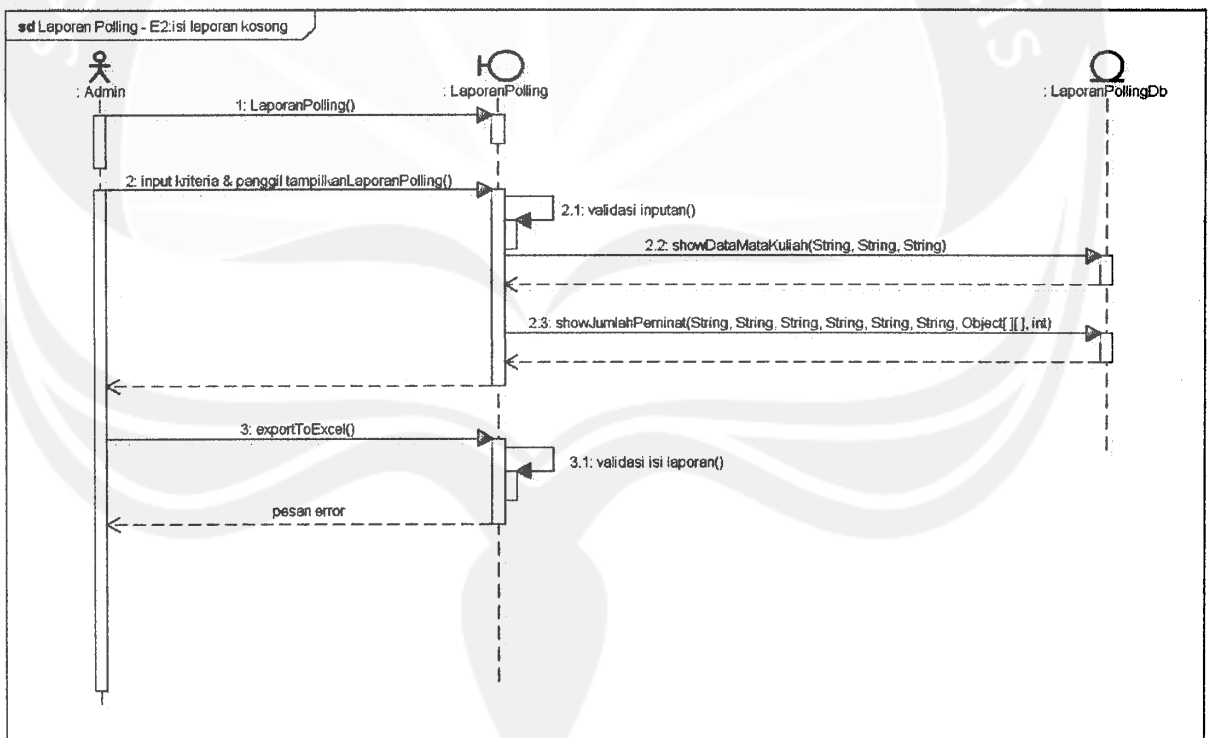 sd Laporan Polling - E2:isi laporan kosong
: Admin
: LaporanPolling
: LaporanPollingDb
1: LaporanPolling()
2: input kriteria & panggil tampilkanLaporanPolling()
2.1: validasi inputan()
2.2: showDataMataKuliah(String, String, String)
2.3: showJumlahPeminat(String, String, String, String, String, String, Object[ ][ ], int)
3: exportToExcel()
3.1: validasi isi laporan()
pesan error